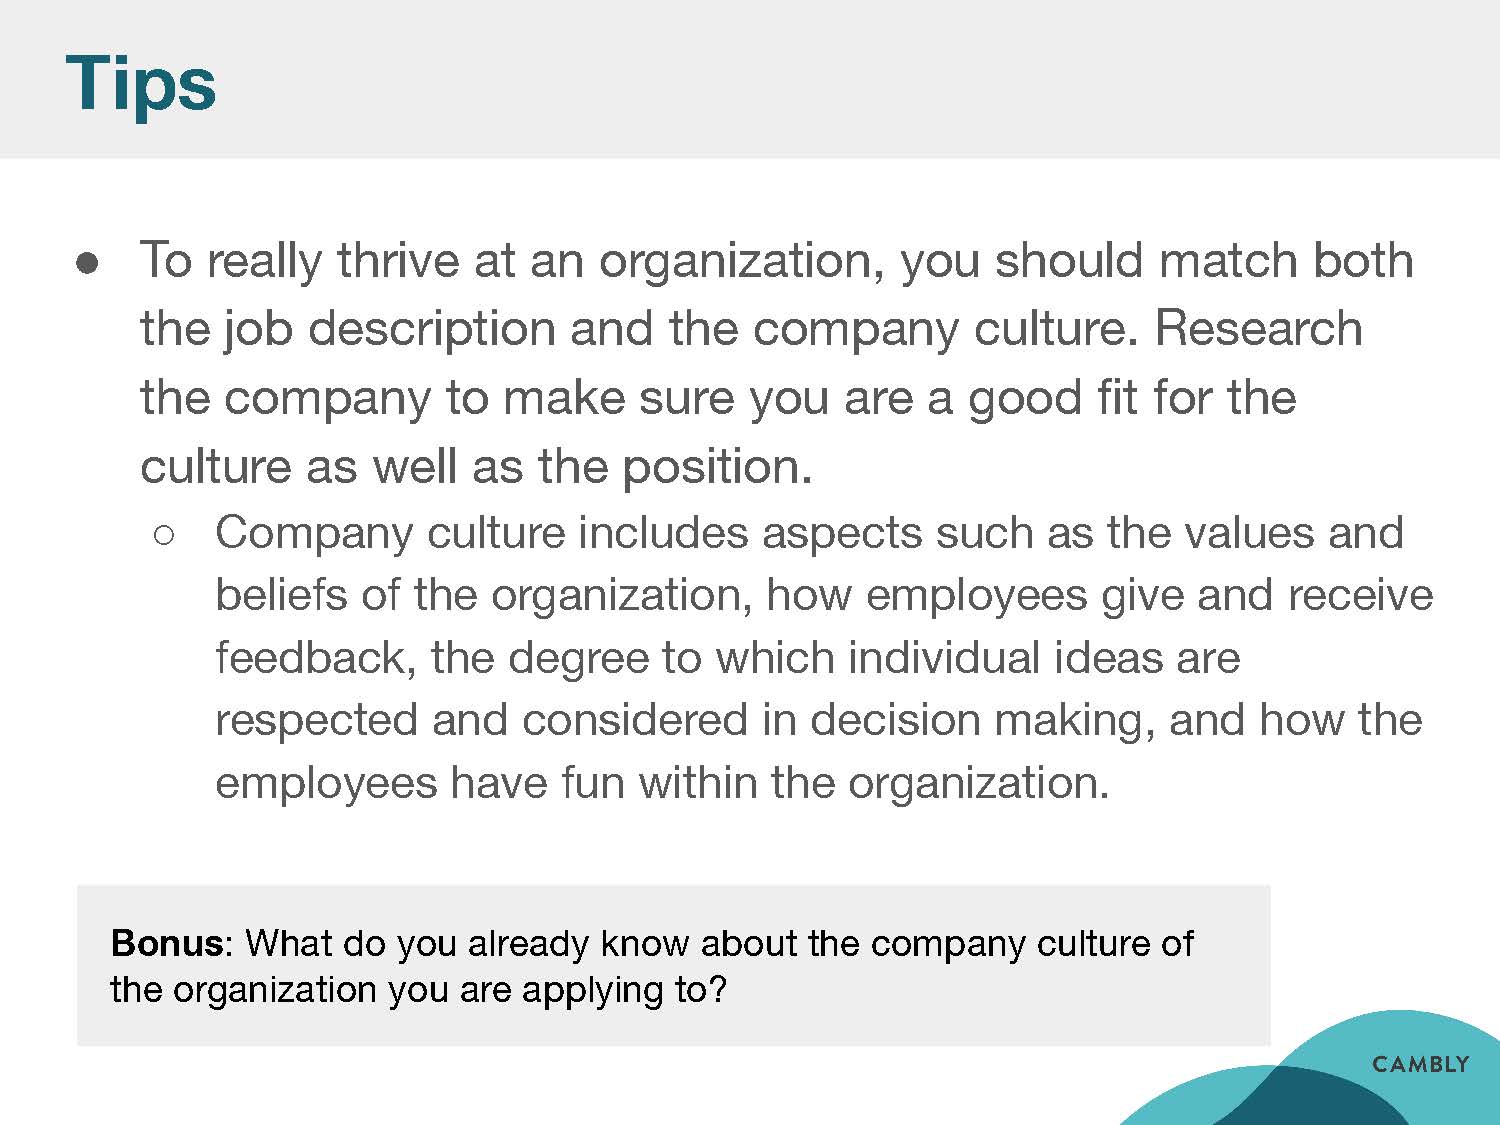 Tips
● To really thrive at an organization, you should match both
the job description and the company culture. Research
the company to make sure you are a good fit for the
culture as well as the position.
○ Company culture includes aspects such as the values and
beliefs of the organization, how employees give and receive
feedback, the degree to which individual ideas are
respected and considered in decision making, and how the
employees have fun within the organization.
Bonus: What do you already know about the company culture of
the organization you are applying to?
CAMBLY